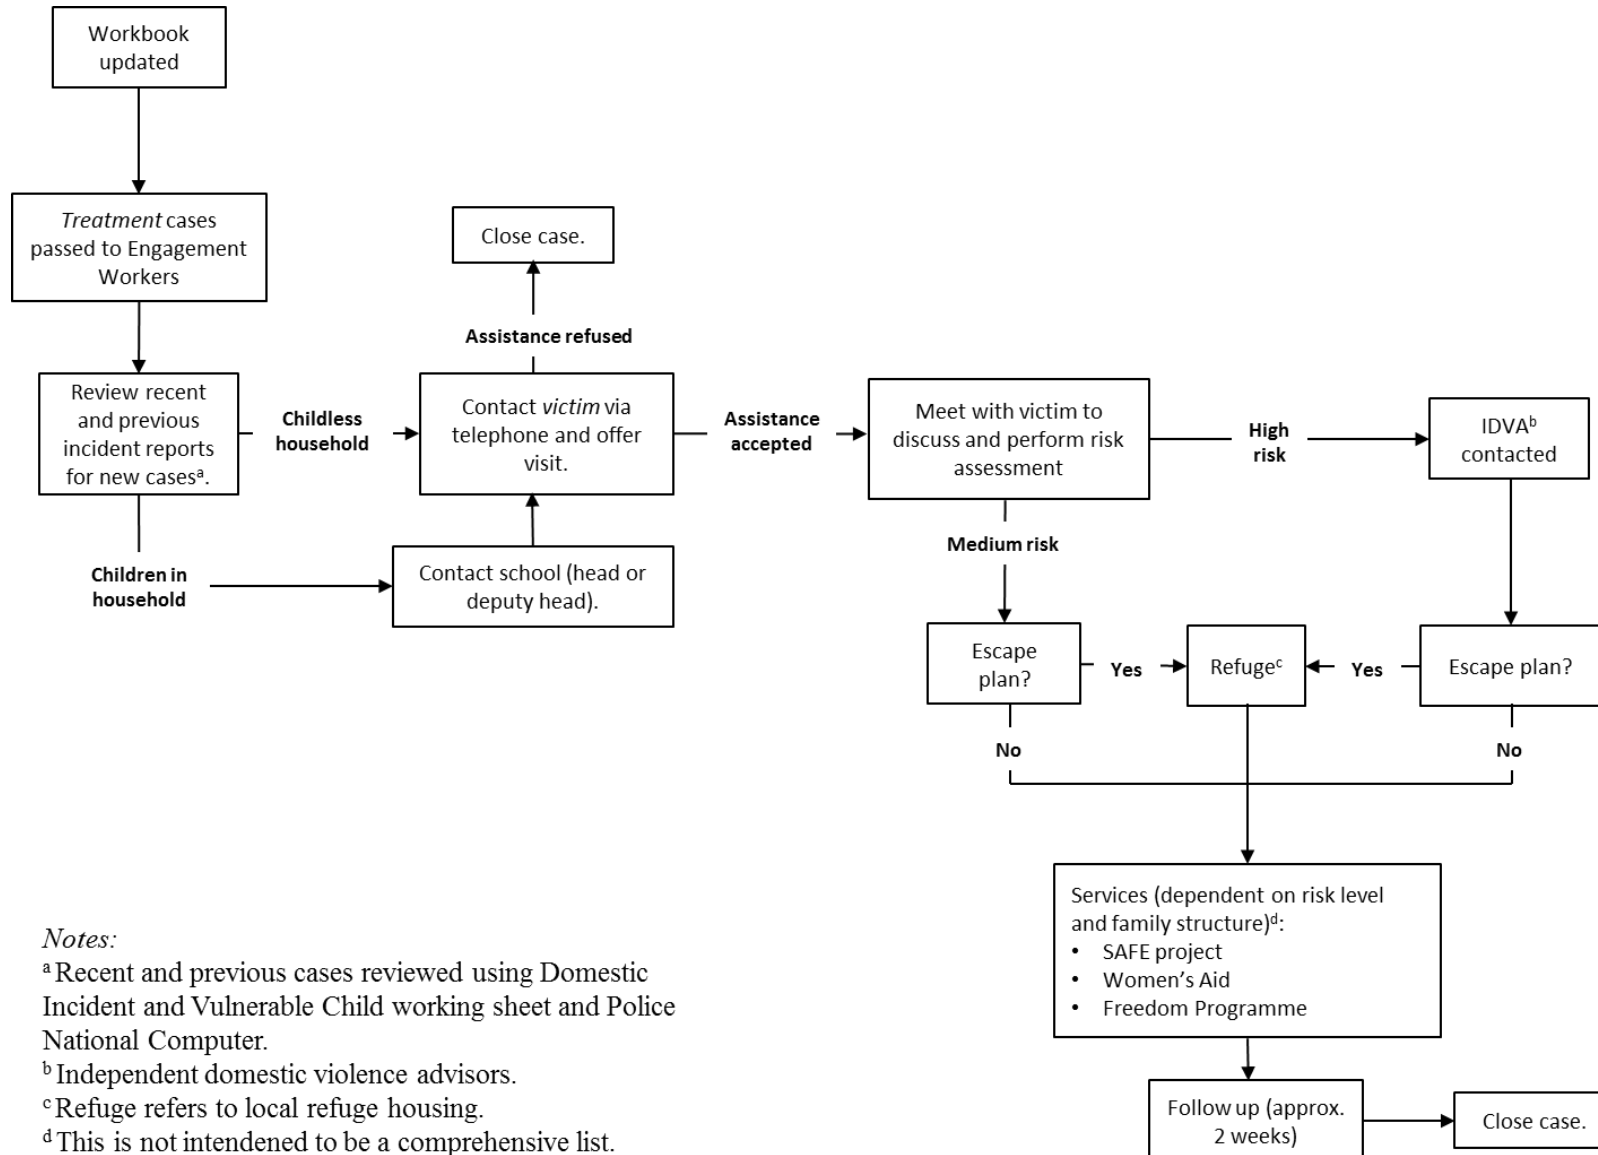 Workbook
updated
Treatment cases
passed to Engagement
Workers
Close case.
Assistance refused
Review recent
and previous
incident reports
for new casesᵃ.
Childless
household
Contact victim via
telephone and offer
visit.
Assistance
accepted
Meet with victim to
discuss and perform risk
assessment
High
risk
IDVAᵇ
contacted
Medium risk
Children in
household
Contact school (head or
deputy head).
Escape
plan?
Yes
Refugeᶜ
Yes
Escape plan?
No
No
Services (dependent on risk level
and family structure)ᵈ:
• SAFE project
• Women's Aid
• Freedom Programme
Follow up (approx.
2 weeks)
Close case.
Notes:
ᵃ Recent and previous cases reviewed using Domestic
Incident and Vulnerable Child working sheet and Police
National Computer.
ᵇ Independent domestic violence advisors.
ᶜ Refuge refers to local refuge housing.
ᵈ This is not intendened to be a comprehensive list.